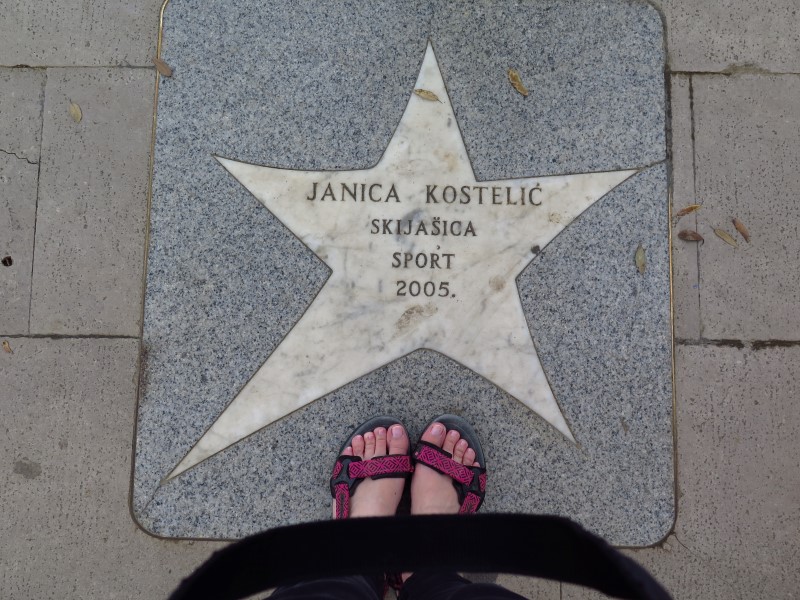 JANICA KOSTELIĆ
SKIJAŠICA
SPORT
2005.